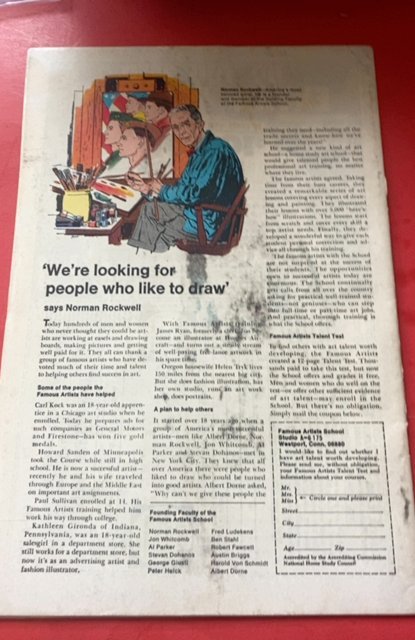 Norman Rockwell
'We're looking for
people who like to draw'
says Norman Rockwell
Today hundreds of men and women
who never thought they could be art-
ists are working at easels and drawing
boards, making pictures and getting
well paid for it. They all can thank a
group of famous artists who have de-
voted much of their time and talent
to helping others find success in art.
Some of the people the
Famous Artists have helped
Carl Rock was an 18-year-old appren-
tice in a Chicago art studio when he
enrolled. Today he prepares ads for
such companies as General Motors
and Firestone–has won five gold
medals.
Howard Sanden of Minneapolis
took the Course while still in high
school. He is now a successful artist—
recently he and his wife traveled
through Europe and the Middle East
on important art assignments.
Paul Sullivan enrolled at 14. His
Famous Artists training helped him
work his way through college.
Kathleen Gironda of Indiana,
Pennsylvania, was an 18-year-old
salesgirl in a department store. She
still works for a department store, but
now it's as an advertising artist and
fashion illustrator.
With Famous Artists training,
James Ryan,
come an illustrator at
craft—and turns out a steady stream
of well-paying free-lance artwork in
his spare time.
Oregon housewife Helen
150 miles from the nearest big city.
But she does fashion illustration, has
her own studio, runs an art work
shop, does portraits.
A plan to help others
It started over 18 years ago when a
group of America's most successful
artists—men like Albert Dorne, Nor-
man Rockwell, Jon Whitcomb, Al
Parker and Stevan Dohanos—met in
New York City. They knew that all
over America there were people who
liked to draw who could be turned
into good artists. Albert Dorne asked,
"Why can't we give these people the
Founding Faculty of the
Famous Artists School
Norman Rockwell
Jon Whitcomb
Al Parker
Stevan Dohanos
George Giusti
Peter Helck
Fred Ludekens
Ben Stahl
Robert Fawcett
Austin Briggs
Harold Von Schmidt
Albert Dorne
training they need—including all the
trade secrets and know-how we've
learned over the years?"
He suggested a new kind of art
school—a home study art school—that
would give talented people the best
professional art training, no matter
where they live.
The famous artists agreed. Taking
time from their busy careers, they
created a remarkable series of
lessons covering every aspect of draw-
ing and painting. They illustrated
their lessons with over
how" illustrations. The lessons start
from scratch and cover every skill a
top artist needs. Finally, they de-
veloped a wonderful way to give each
student personal correction and ad-
vice all through his training.
The famous artists with the School
are not surprised at the success of
their students. The opportunities
open to successful artists today are
enormous. The School continually
gets calls from all over the country
asking for practical well-trained stu-
dents—not geniuses—who can step
into full-time or part-time art jobs.
And practical, thorough training is
what the School offers.
Famous Artists Talent Test
To find others with art talent worth
developing, the Famous Artists
created a 12-page Talent Test. Thou-
sands paid to take this test, but now
the School offers and grades it free.
Men and women who do well on the
test—or offer other sufficient evidence
of art talent—may enroll in the
School. But there's no obligation.
Simply mail the coupon below.
Famous Artists School
Studio
Westport, Conn. 06880
I would like to find out whether I
have art talent worth developing.
Please send me, without obligation,
your Famous Artists Talent Test and
information about your courses.
Mr.
Mrs.
Miss ← Circle one and please print
Street
City
State
Age Zip
Accredited by the Accrediting Commission
National Home Study Council